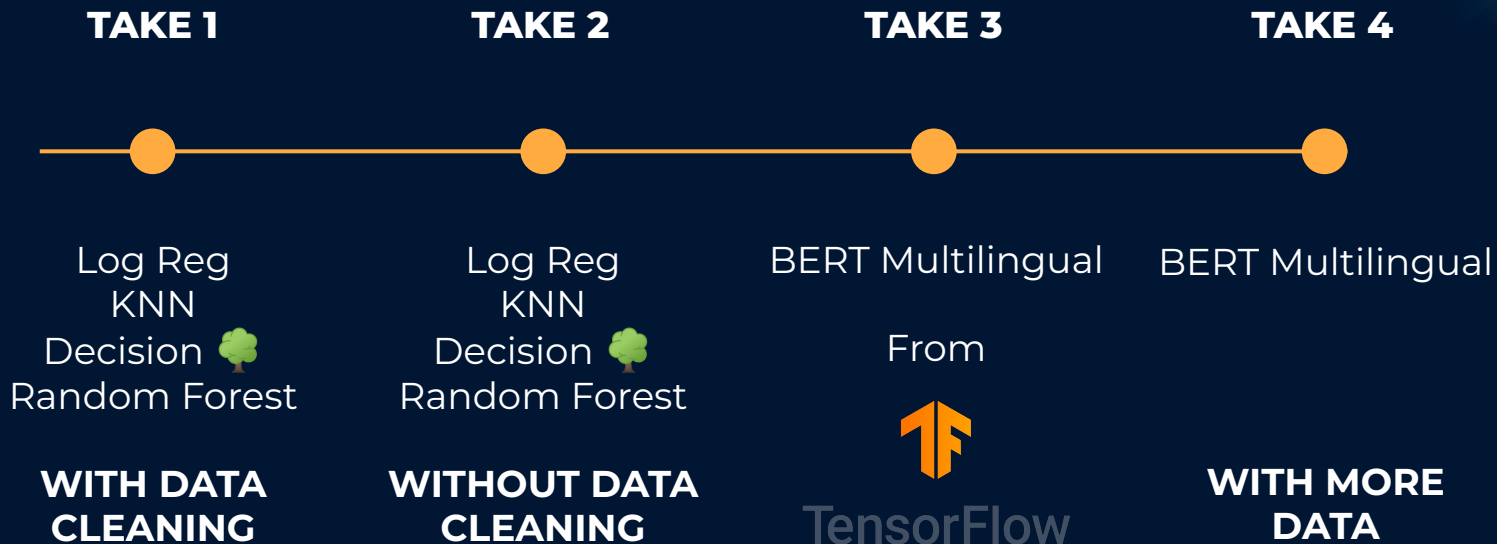 TAKE 1
Log Reg
KNN
Decision 🌳
Random Forest
WITH DATA
CLEANING
TAKE 2
Log Reg
KNN
Decision 🌳
Random Forest
WITHOUT DATA
CLEANING
TAKE 3
BERT Multilingual
From
TensorFlow
TAKE 4
BERT Multilingual
WITH MORE
DATA